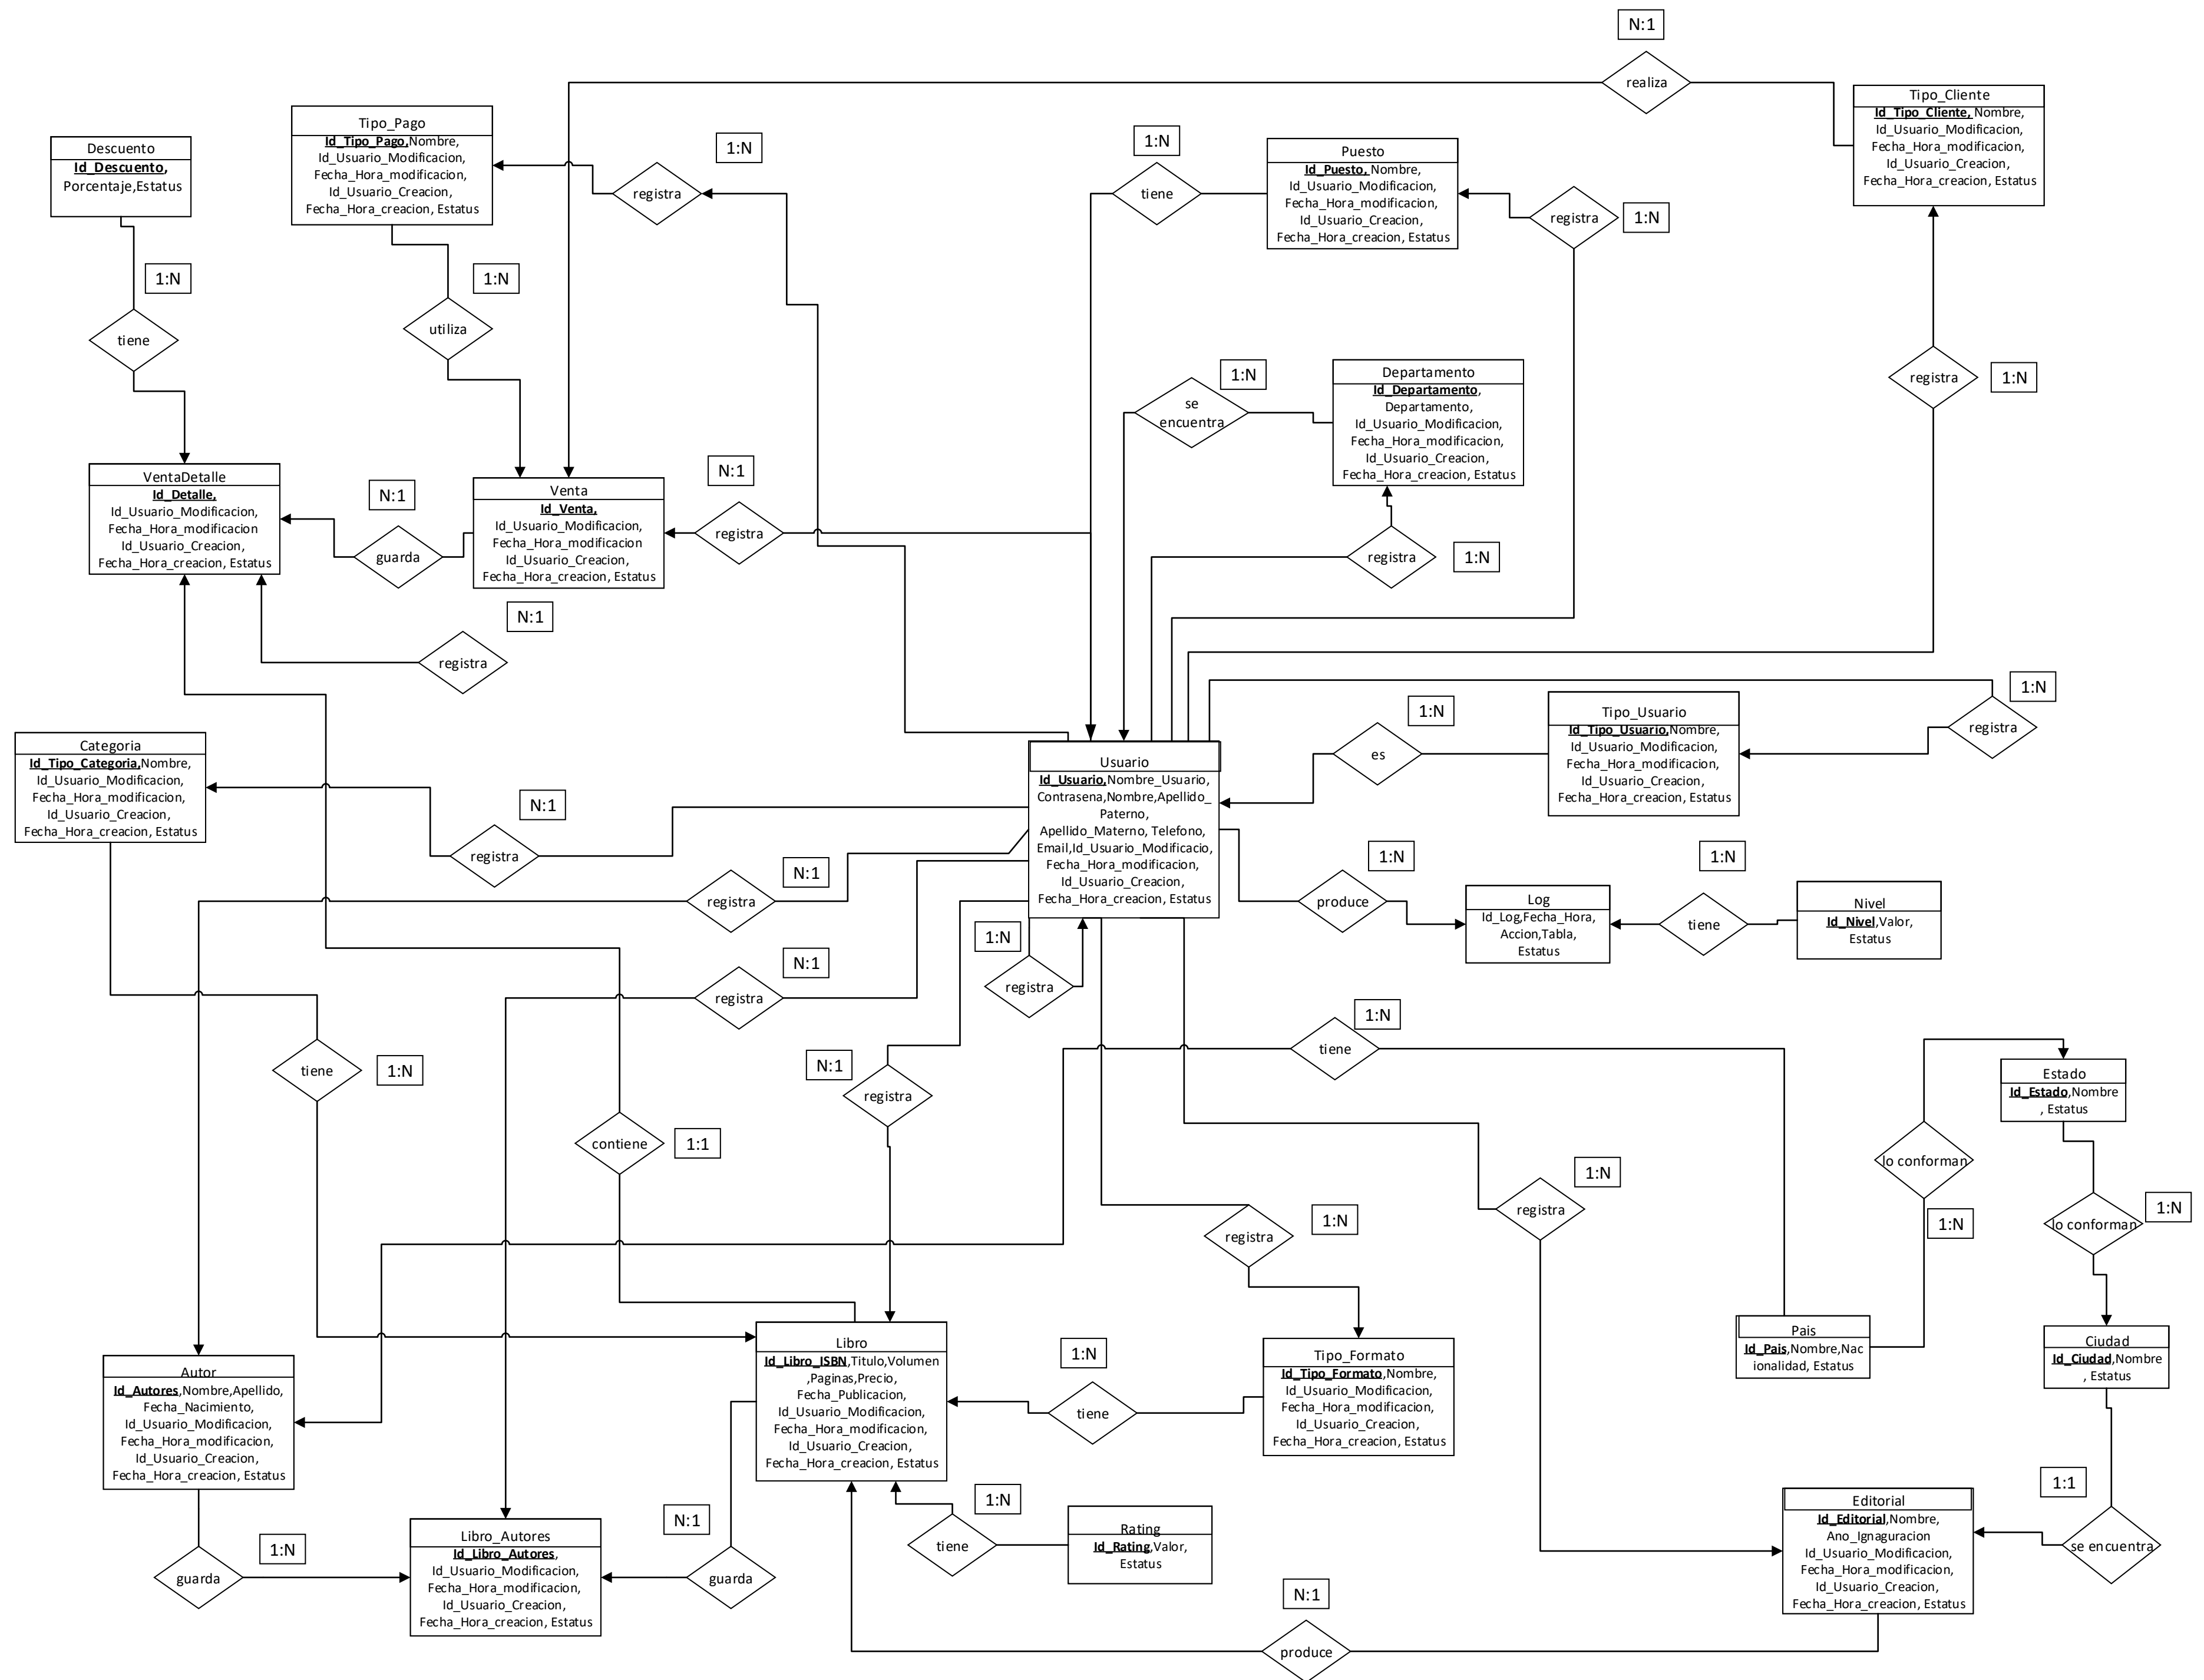 N:1
realiza
Tipo_Cliente
Id_Tipo_Cliente, Nombre,
Id_Usuario_Modificacion,
Fecha_Hora_modificacion,
Id_Usuario_Creacion,
Fecha_Hora_creacion, Estatus
Tipo_Pago
Id_Tipo_Pago,Nombre,
Id_Usuario_Modificacion,
Fecha_Hora_modificacion,
Id_Usuario_Creacion,
Fecha_Hora_creacion, Estatus
Descuento
Id_Descuento,
Porcentaje,Estatus
1:N
registra
1:N
tiene
Puesto
Id_Puesto, Nombre,
Id_Usuario_Modificacion,
Fecha_Hora_modificacion,
Id_Usuario_Creacion,
Fecha_Hora_creacion, Estatus
registra
1:N
1:N
tiene
1:N
utiliza
1:N
se
encuentra
Departamento
Id_Departamento,
Departamento,
Id_Usuario_Modificacion,
Fecha_Hora_modificacion,
Id_Usuario_Creacion,
Fecha_Hora_creacion, Estatus
registra
1:N
VentaDetalle
Id_Detalle,
Id_Usuario_Modificacion,
Fecha_Hora_modificacion
Id_Usuario_Creacion,
Fecha_Hora_creacion, Estatus
N:1
guarda
Venta
Id_Venta,
Id_Usuario_Modificacion,
Fecha_Hora_modificacion
Id_Usuario_Creacion,
Fecha_Hora_creacion, Estatus
N:1
registra
registra
1:N
N:1
registra
Categoria
Id_Tipo_Categoria,Nombre,
Id_Usuario_Modificacion,
Fecha_Hora_modificacion,
Id_Usuario_Creacion,
Fecha_Hora_creacion, Estatus
N:1
registra
Usuario
Id_Usuario,Nombre_Usuario,
Contrasena,Nombre,Apellido_
Paterno,
Apellido_Materno, Telefono,
Email,Id_Usuario_Modificacio,
Fecha_Hora_modificacion,
Id_Usuario_Creacion,
Fecha_Hora_creacion, Estatus
1:N
es
Tipo_Usuario
Id_Tipo_Usuario,Nombre,
Id_Usuario_Modificacion,
Fecha_Hora_modificacion,
Id_Usuario_Creacion,
Fecha_Hora_creacion, Estatus
1:N
registra
N:1
registra
1:N
produce
Log
Id_Log,Fecha_Hora,
Accion,Tabla,
Estatus
1:N
tiene
Nivel
Id_Nivel,Valor,
Estatus
N:1
registra
1:N
registra
tiene
1:N
N:1
registra
1:N
tiene
Estado
Id_Estado,Nombre
, Estatus
contiene
1:1
lo conforman
1:N
lo conforman
1:N
1:N
registra
registra
1:N
Pais
Id_Pais,Nombre,Nac
ionalidad, Estatus
Ciudad
Id_Ciudad,Nombre
, Estatus
Autor
Id_Autores,Nombre,Apellido,
Fecha_Nacimiento,
Id_Usuario_Modificacion,
Fecha_Hora_modificacion,
Id_Usuario_Creacion,
Fecha_Hora_creacion, Estatus
Libro
Id_Libro_ISBN,Titulo,Volumen
,Paginas,Precio,
Fecha_Publicacion,
Id_Usuario_Modificacion,
Fecha_Hora_modificacion,
Id_Usuario_Creacion,
Fecha_Hora_creacion, Estatus
1:N
tiene
Tipo_Formato
Id_Tipo_Formato,Nombre,
Id_Usuario_Modificacion,
Fecha_Hora_modificacion,
Id_Usuario_Creacion,
Fecha_Hora_creacion, Estatus
1:N
guarda
Libro_Autores
Id_Libro_Autores,
Id_Usuario_Modificacion,
Fecha_Hora_modificacion,
Id_Usuario_Creacion,
Fecha_Hora_creacion, Estatus
N:1
guarda
1:N
tiene
Rating
Id_Rating,Valor,
Estatus
Editorial
Id_Editorial,Nombre,
Ano_Ignaguracion
Id_Usuario_Modificacion,
Fecha_Hora_modificacion,
Id_Usuario_Creacion,
Fecha_Hora_creacion, Estatus
1:1
se encuentra
N:1
produce